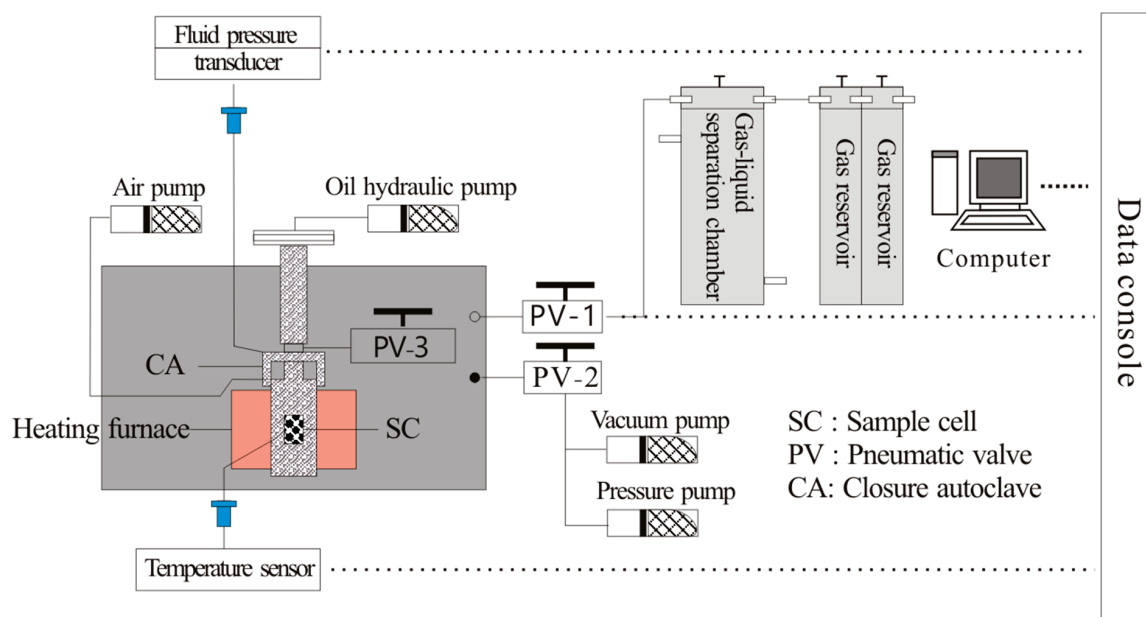 Fluid pressure
transducer
Air pump
Oil hydraulic pump
Gas-liquid
separation chamber
Gas reservoir
Gas reservoir
Computer
Data console
PV-1
PV-3
PV-2
CA
Heating furnace
SC
Vacuum pump
Pressure pump
SC : Sample cell
PV : Pneumatic valve
CA: Closure autoclave
Temperature sensor